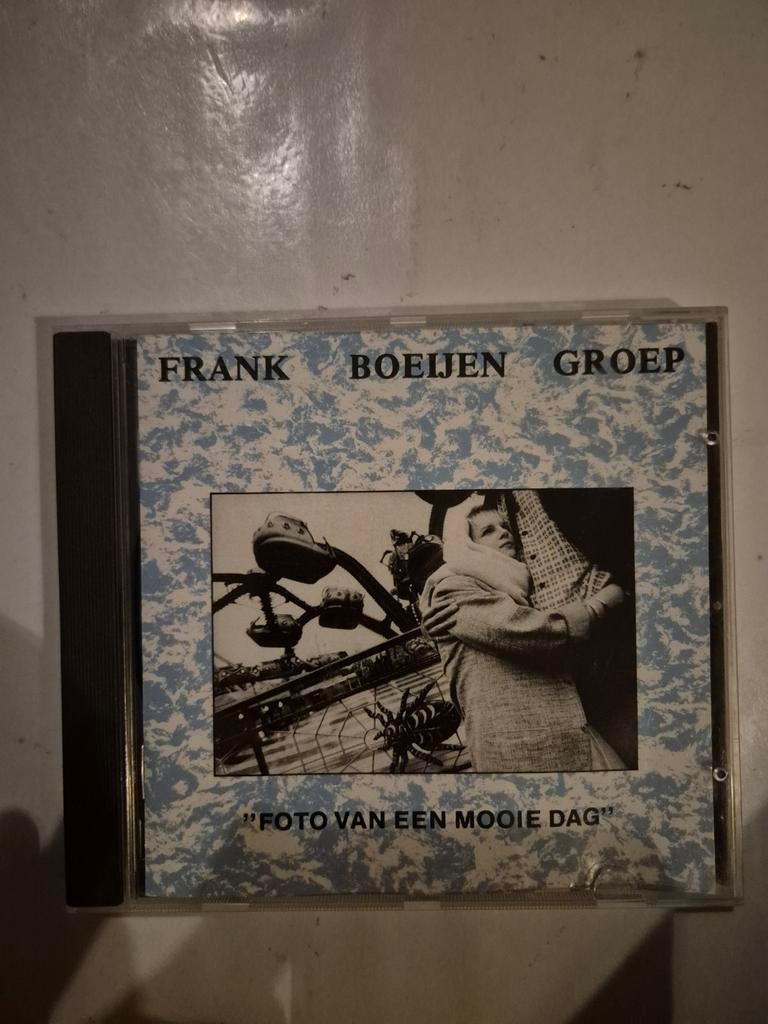 FRANK BOEIJEN GROEP
"FOTO VAN EEN MOOIE DAG"